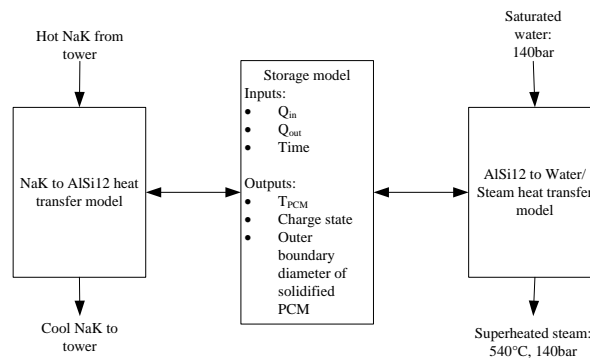 Hot NaK from
tower
NaK to AlSi12 heat
transfer model
Cool NaK to
tower
Storage model
Inputs:
• Qin
• Qout
• Time
Outputs:
• TPCM
• Charge state
• Outer
boundary
diameter of
solidified
PCM
Saturated
water:
140bar
AlSi12 to Water/
Steam heat transfer
model
Superheated steam:
540°C, 140bar